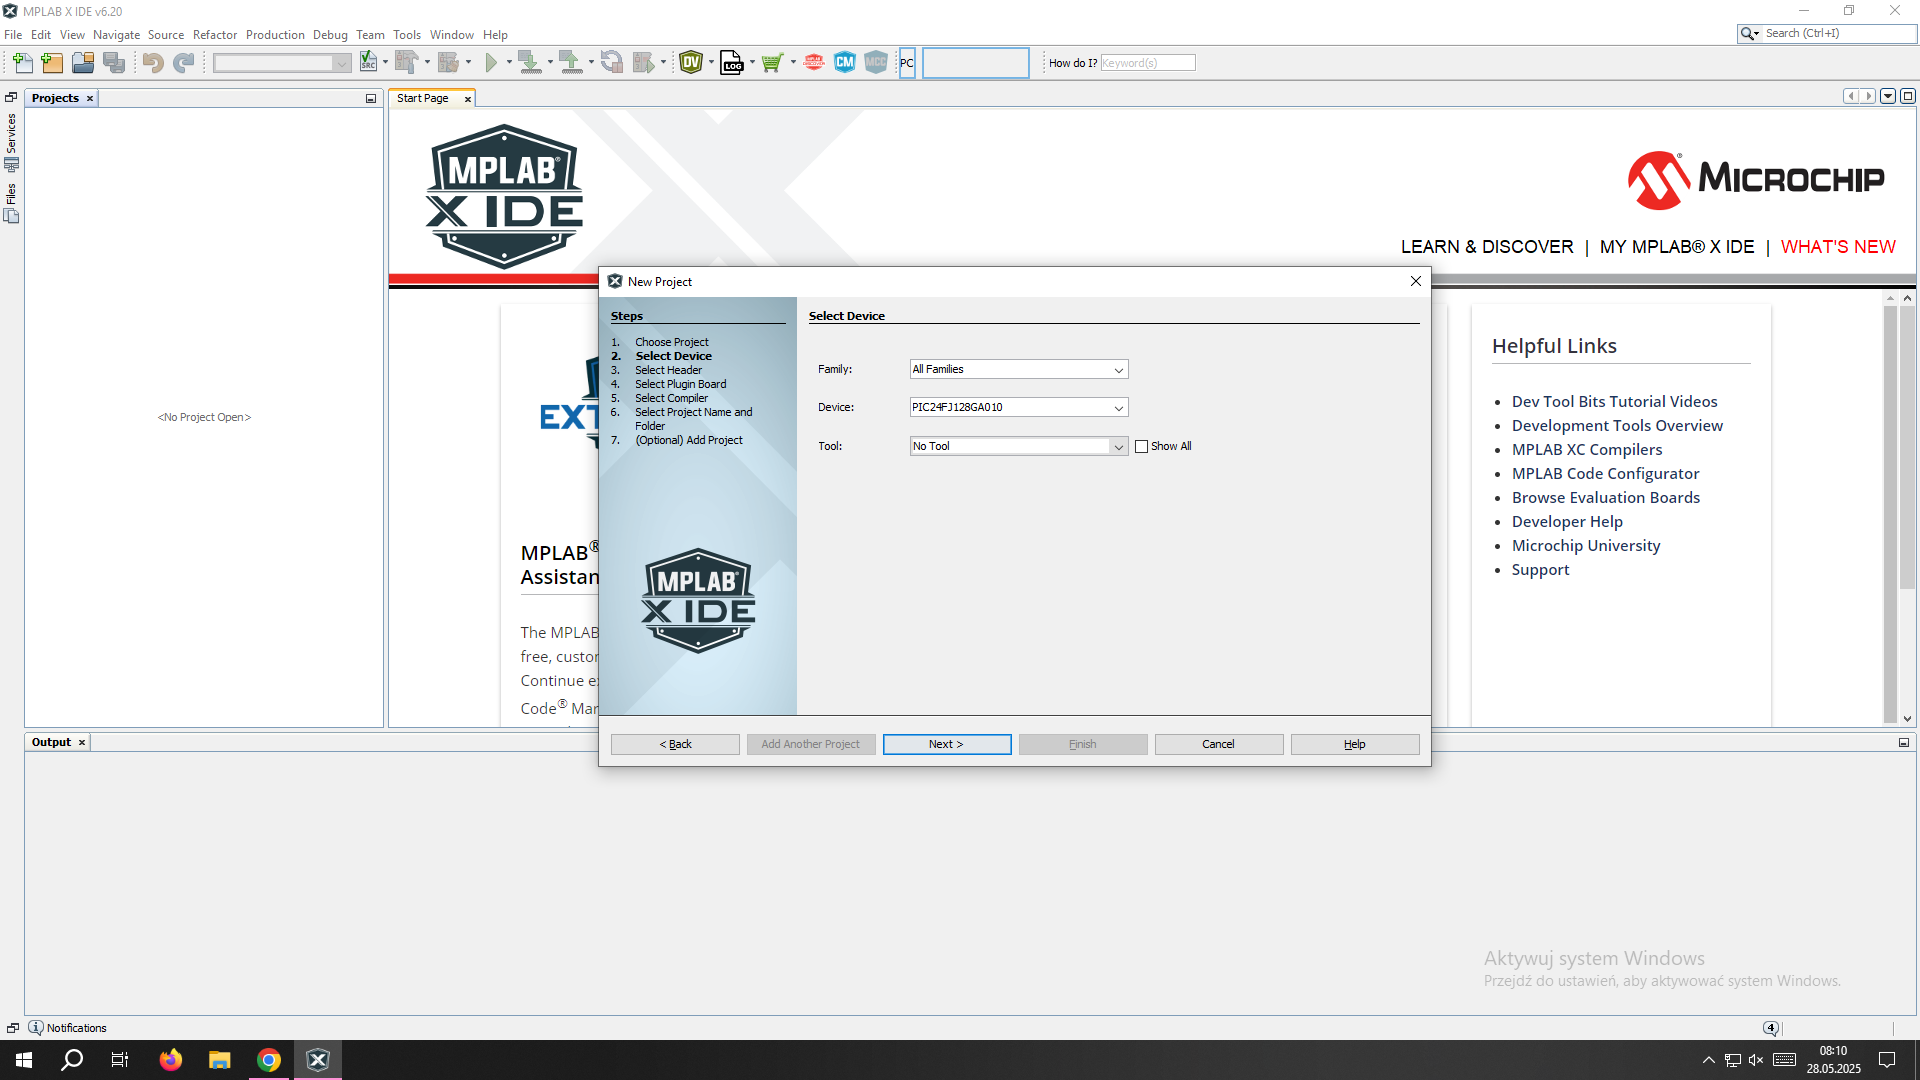 MPLAB X IDE v6.20
File Edit View Navigate Source Refactor Production Debug Team Tools Window Help
Search (Ctrl+I)
SRC
DV
LOG
CM
MCC
PC
How do I? Keyword(s)
Services
Files
Projects
Start Page
<No Project Open>
MPLAB®
X IDE
MICROCHIP
LEARN & DISCOVER | MY MPLAB® X IDE | WHAT'S NEW
EXT
MPLAB®
Assistan
The MPLAB
free, custor
Continue e
Code® Mar
Helpful Links
Dev Tool Bits Tutorial Videos
Development Tools Overview
MPLAB XC Compilers
MPLAB Code Configurator
Browse Evaluation Boards
Developer Help
Microchip University
Support
New Project
Steps
1. Choose Project
2. Select Device
3. Select Header
4. Select Plugin Board
5. Select Compiler
6. Select Project Name and
Folder
7. (Optional) Add Project
MPLAB®
X IDE
Select Device
Family: All Families
Device: PIC24FJ128GA010
Tool: No Tool Show All
< Back Add Another Project Next > Finish Cancel Help
Output
Aktywuj system Windows
Przejdź do ustawień, aby aktywować system Windows.
Notifications
4
08:10
28.05.2025